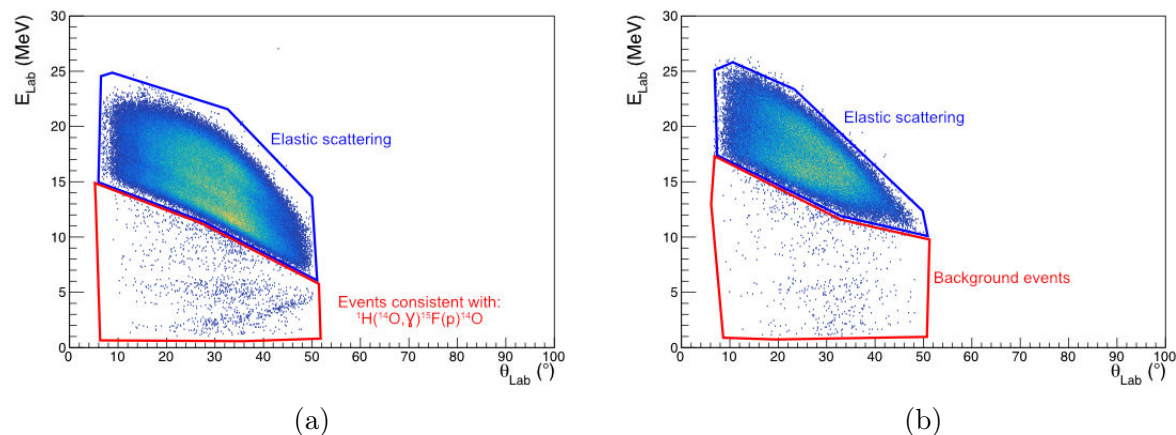 30
25
20
15
10
5
0
E_Lab (MeV)
Elastic scattering
Events consistent with:
¹H(¹⁴O,ɣ)¹⁵F(p)¹⁴O
0 10 20 30 40 50 60 70 80 90 100
θ_Lab (°)
(a)
30
25
20
15
10
5
0
E_Lab (MeV)
Elastic scattering
Background events
0 10 20 30 40 50 60 70 80 90 100
θ_Lab (°)
(b)